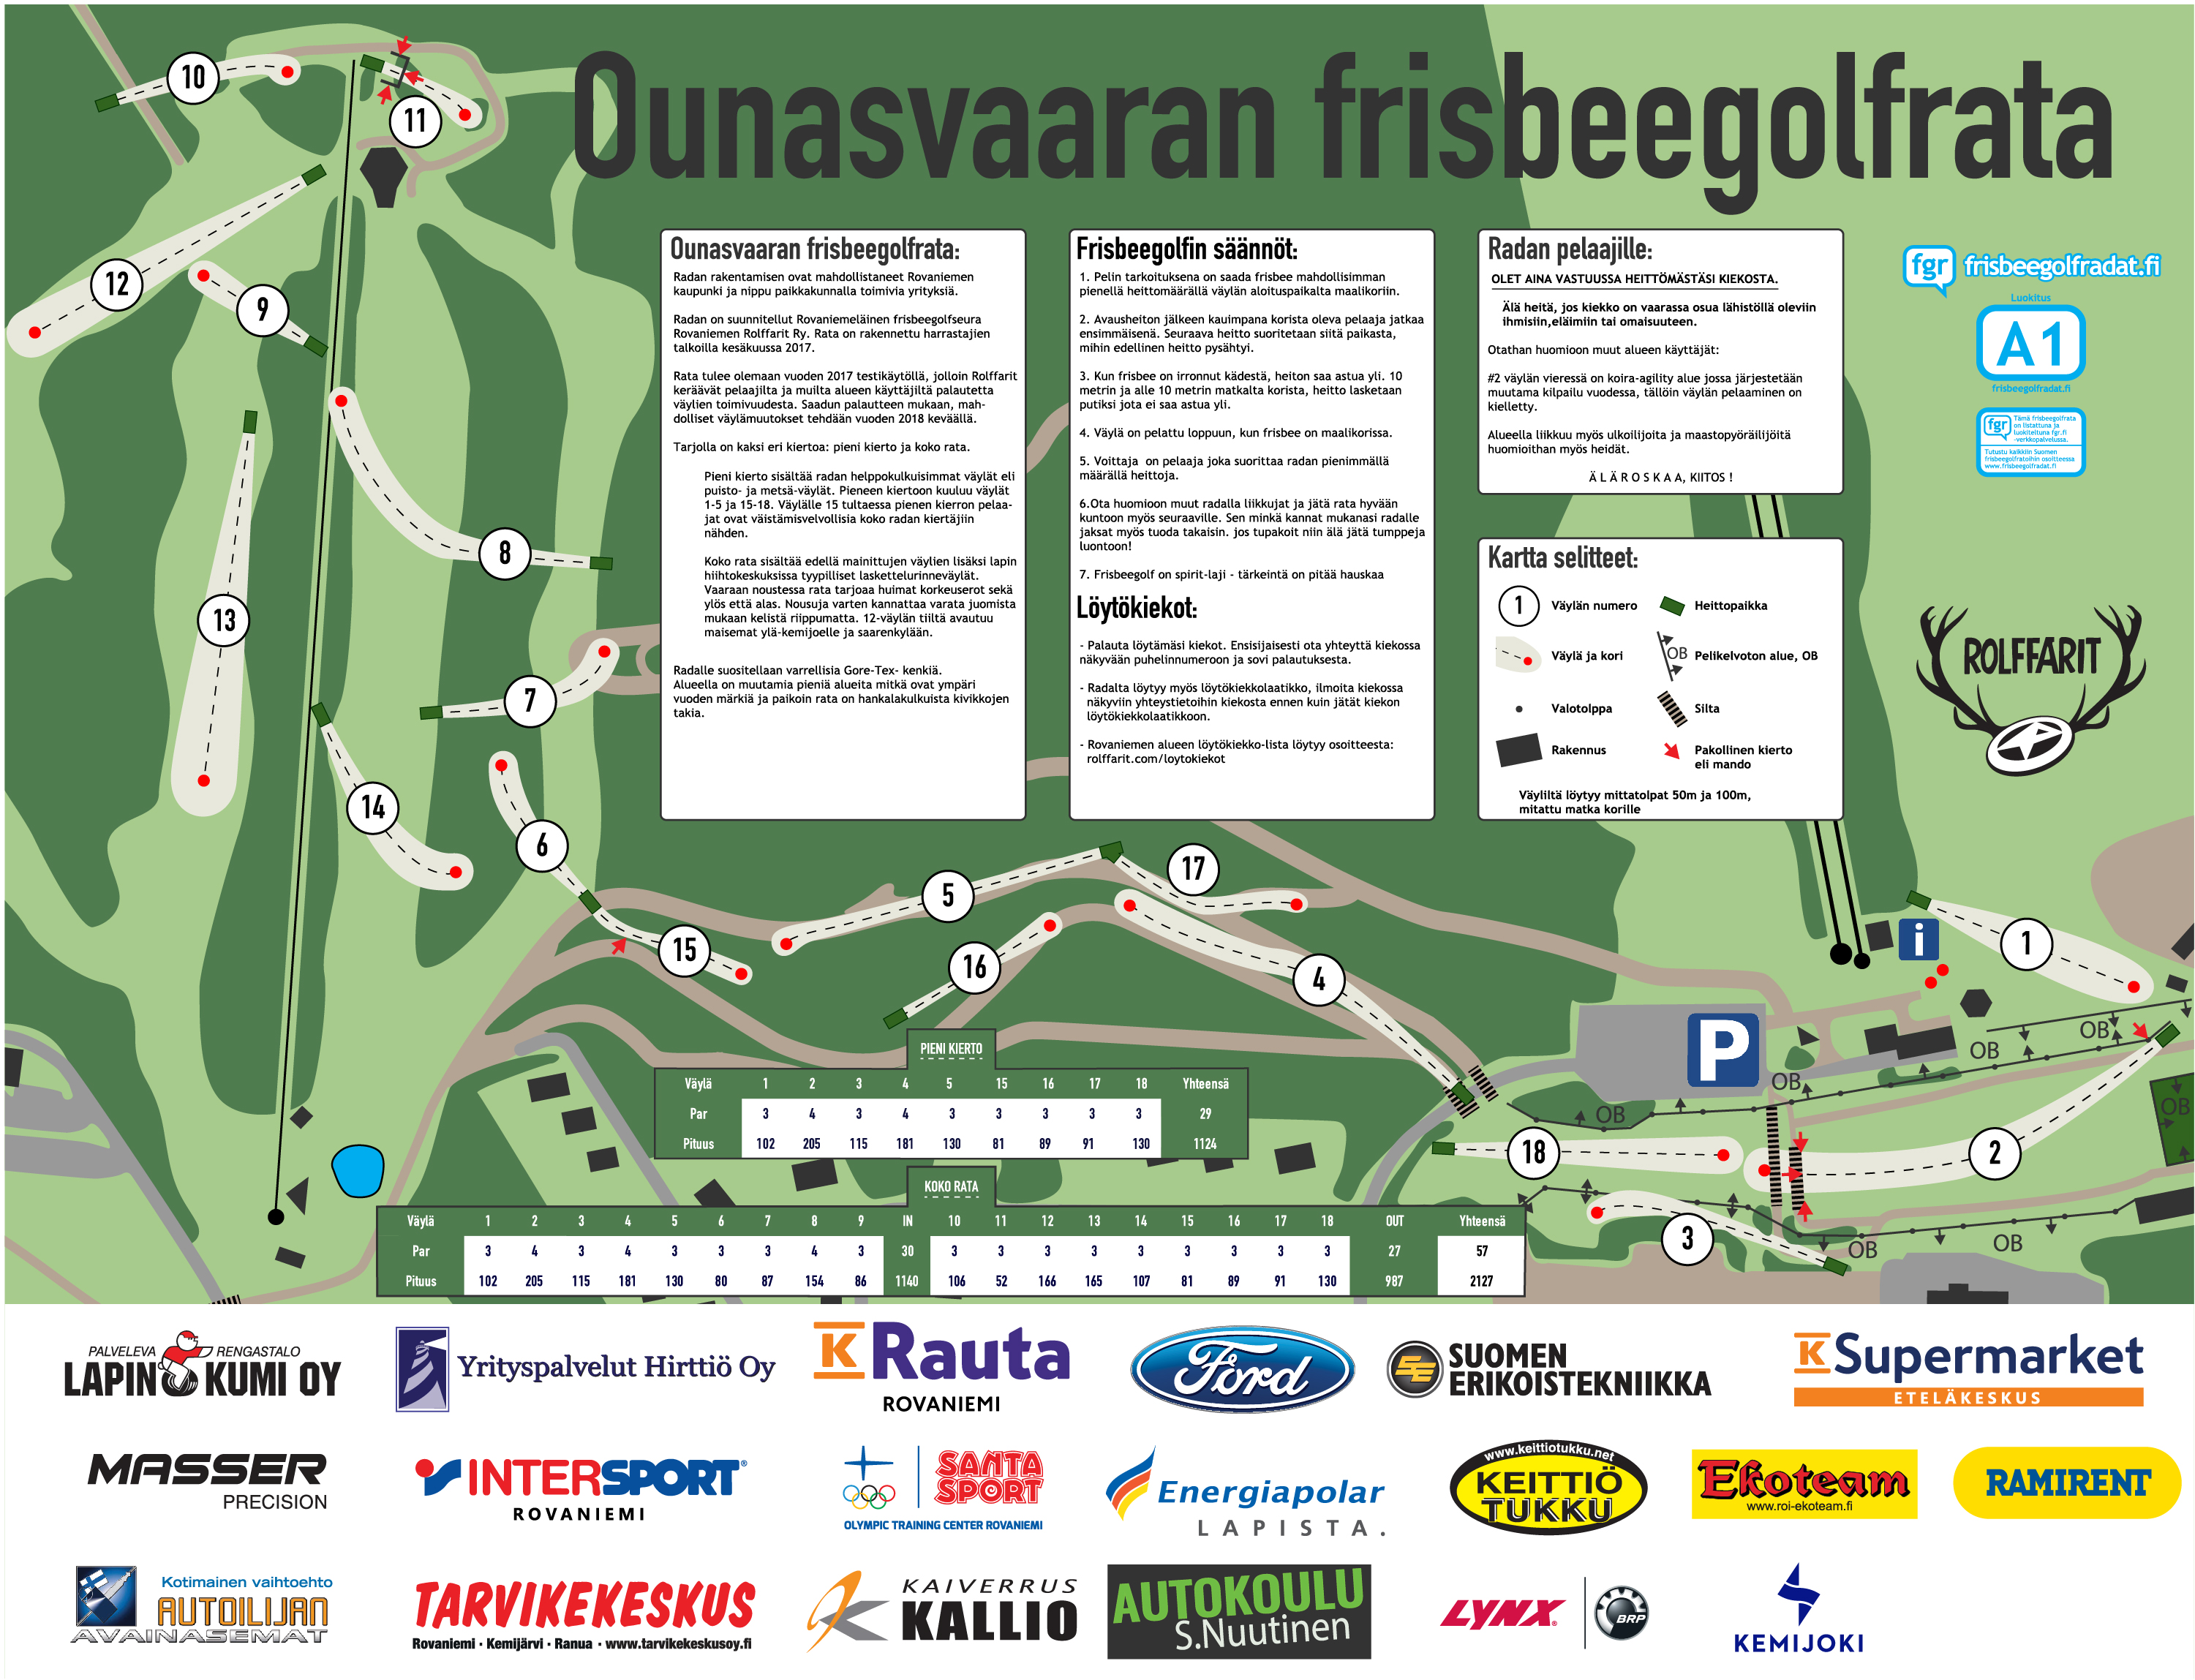 Ounasvaaran frisbeegolfrata
10
11
12
9
13
8
7
14
6
15
5
16
17
4
18
3
2
1
Ounasvaaran frisbeegolfrata:
Radan rakentamisen ovat mahdollistaneet Rovaniemen
kaupunki ja nippu paikkakunnalla toimivia yrityksiä.
Radan on suunnitellut Rovaniemeläinen frisbeegolfseura
Rovaniemen Rolffarit Ry. Rata on rakennettu harrastajien
talkoilla kesäkuussa 2017.
Rata tulee olemaan vuoden 2017 testikäytöllä, jolloin Rolffarit
keräävät pelaajilta ja muilta alueen käyttäjiltä palautetta
väylien toimivuudesta. Saadun palautteen mukaan, mah-
dolliset väylämuutokset tehdään vuoden 2018 keväällä.
Tarjolla on kaksi eri kiertoa: pieni kierto ja koko rata.
Pieni kierto sisältää radan helppokulkuisimmat väylät eli
puisto- ja metsä-väylät. Pieneen kiertoon kuuluu väylät
1-5 ja 15-18. Väylälle 15 tultaessa pienen kierron pelaa-
jat ovat väistämisvelvollisia koko radan kiertäjiin
nähden.
Koko rata sisältää edellä mainittujen väylien lisäksi lapin
hiihtokeskuksissa tyypilliset laskettelurinneväylät.
Vaaraan noustessa rata tarjoaa huimat korkeuserot sekä
ylös että alas. Nousuja varten kannattaa varata juomista
mukaan kelistä riippumatta. 12-väylän tiiltä avautuu
maisemat ylä-kemijoelle ja saarenkylään.
Radalle suositellaan varrellisia Gore-Tex- kenkiä.
Alueella on muutamia pieniä alueita mitkä ovat ympäri
vuoden märkiä ja paikoin rata on hankalakulkuista kivikkojen
takia.
Frisbeegolfin säännöt:
1. Pelin tarkoituksena on saada frisbee mahdollisimman
pienellä heittomäärällä väylän aloituspaikalta maalikoriin.
2. Avausheiton jälkeen kauimpana korista oleva pelaaja jatkaa
ensimmäisenä. Seuraava heitto suoritetaan siitä paikasta,
mihin edellinen heitto pysähtyi.
3. Kun frisbee on irronnut kädestä, heiton saa astua yli. 10
metrin ja alle 10 metrin matkalta korista, heitto lasketaan
putiksi jota ei saa astua yli.
4. Väylä on pelattu loppuun, kun frisbee on maalikorissa.
5. Voittaja  on pelaaja joka suorittaa radan pienimmällä
määrällä heittoja.
6.Ota huomioon muut radalla liikkujat ja jätä rata hyvään
kuntoon myös seuraaville. Sen minkä kannat mukanasi radalle
jaksat myös tuoda takaisin. jos tupakoit niin älä jätä tumppeja
luontoon!
7. Frisbeegolf on spirit-laji - tärkeintä on pitää hauskaa
Löytökiekot:
- Palauta löytämäsi kiekot. Ensisijaisesti ota yhteyttä kiekossa
näkyvään puhelinnumeroon ja sovi palautuksesta.
- Radalta löytyy myös löytökiekkolaatikko, ilmoita kiekossa
näkyviin yhteystietoihin kiekosta ennen kuin jätät kiekon
löytökiekkolaatikkoon.
- Rovaniemen alueen löytökiekko-lista löytyy osoitteesta:
rolffarit.com/loytokiekot
Radan pelaajille:
OLET AINA VASTUUSSA HEITTÖMÄSTÄSI KIEKOSTA.
Älä heitä, jos kiekko on vaarassa osua lähistöllä oleviin
ihmisiin,eläimiin tai omaisuuteen.
Otathan huomioon muut alueen käyttäjät:
#2 väylän vieressä on koira-agility alue jossa järjestetään
muutama kilpailu vuodessa, tällöin väylän pelaaminen on
kielletty.
Alueella liikkuu myös ulkoilijoita ja maastopyöräilijöitä
huomioithan myös heidät.
Ä L Ä R O S K A A, KIITOS !
Kartta selitteet:
1 Väylän numero
Heittopaikka
Väylä ja kori
OB Pelikelvoton alue, OB
Valotolppa
Silta
Rakennus
Pakollinen kierto
eli mando
Väyliltä löytyy mittatolpat 50m ja 100m,
mitattu matka korille
fgr frisbeegolfradat.fi
Luokitus
A1
frisbeegolfradat.fi
fgr
Tämä frisbeegolfrata
on listattuna ja
luokiteltuna fgr.fi
-verkkopalvelussa.
Tutustu kaikkiin Suomen
frisbeegolfratoihin osoitteessa
www.frisbeegolfradat.fi
ROLFFARIT
i
P
OB
OB
OB
OB
OB
OB
OB
PIENI KIERTO
Väylä 1 2 3 4 5 15 16 17 18 Yhteensä
Par 3 4 3 4 3 3 3 3 3 29
Pituus 102 205 115 181 130 81 89 91 130 1124
KOKO RATA
Väylä 1 2 3 4 5 6 7 8 9 IN 10 11 12 13 14 15 16 17 18 OUT Yhteensä
Par 3 4 3 4 3 3 3 4 3 30 3 3 3 3 3 3 3 3 3 27 57
Pituus 102 205 115 181 130 80 87 154 86 1140 106 52 166 165 107 81 89 91 130 987 2127
PALVELEVA RENGASTALO
LAPIN KUMI OY
Yrityspalvelut Hirttiö Oy
K Rauta
ROVANIEMI
Ford
SE SUOMEN
ERIKOISTEKNIIKKA
K Supermarket
ETELÄKESKUS
MASSER
PRECISION
INTERSPORT®
ROVANIEMI
SANTA
SPORT
OLYMPIC TRAINING CENTER ROVANIEMI
Energiapolar
LAPISTA.
www.keittiotukku.net
KEITTIÖ
TUKKU
Ekoteam
www.roi-ekoteam.fi
RAMIRENT
Kotimainen vaihtoehto
AUTOILIJAN
AVAINASEMAT
TARVIKEKESKUS
Rovaniemi · Kemijärvi · Ranua · www.tarvikekeskusoy.fi
KAIVERRUS
KALLIO
AUTOKOULU
S.Nuutinen
LYNX
BRP
KEMIJOKI